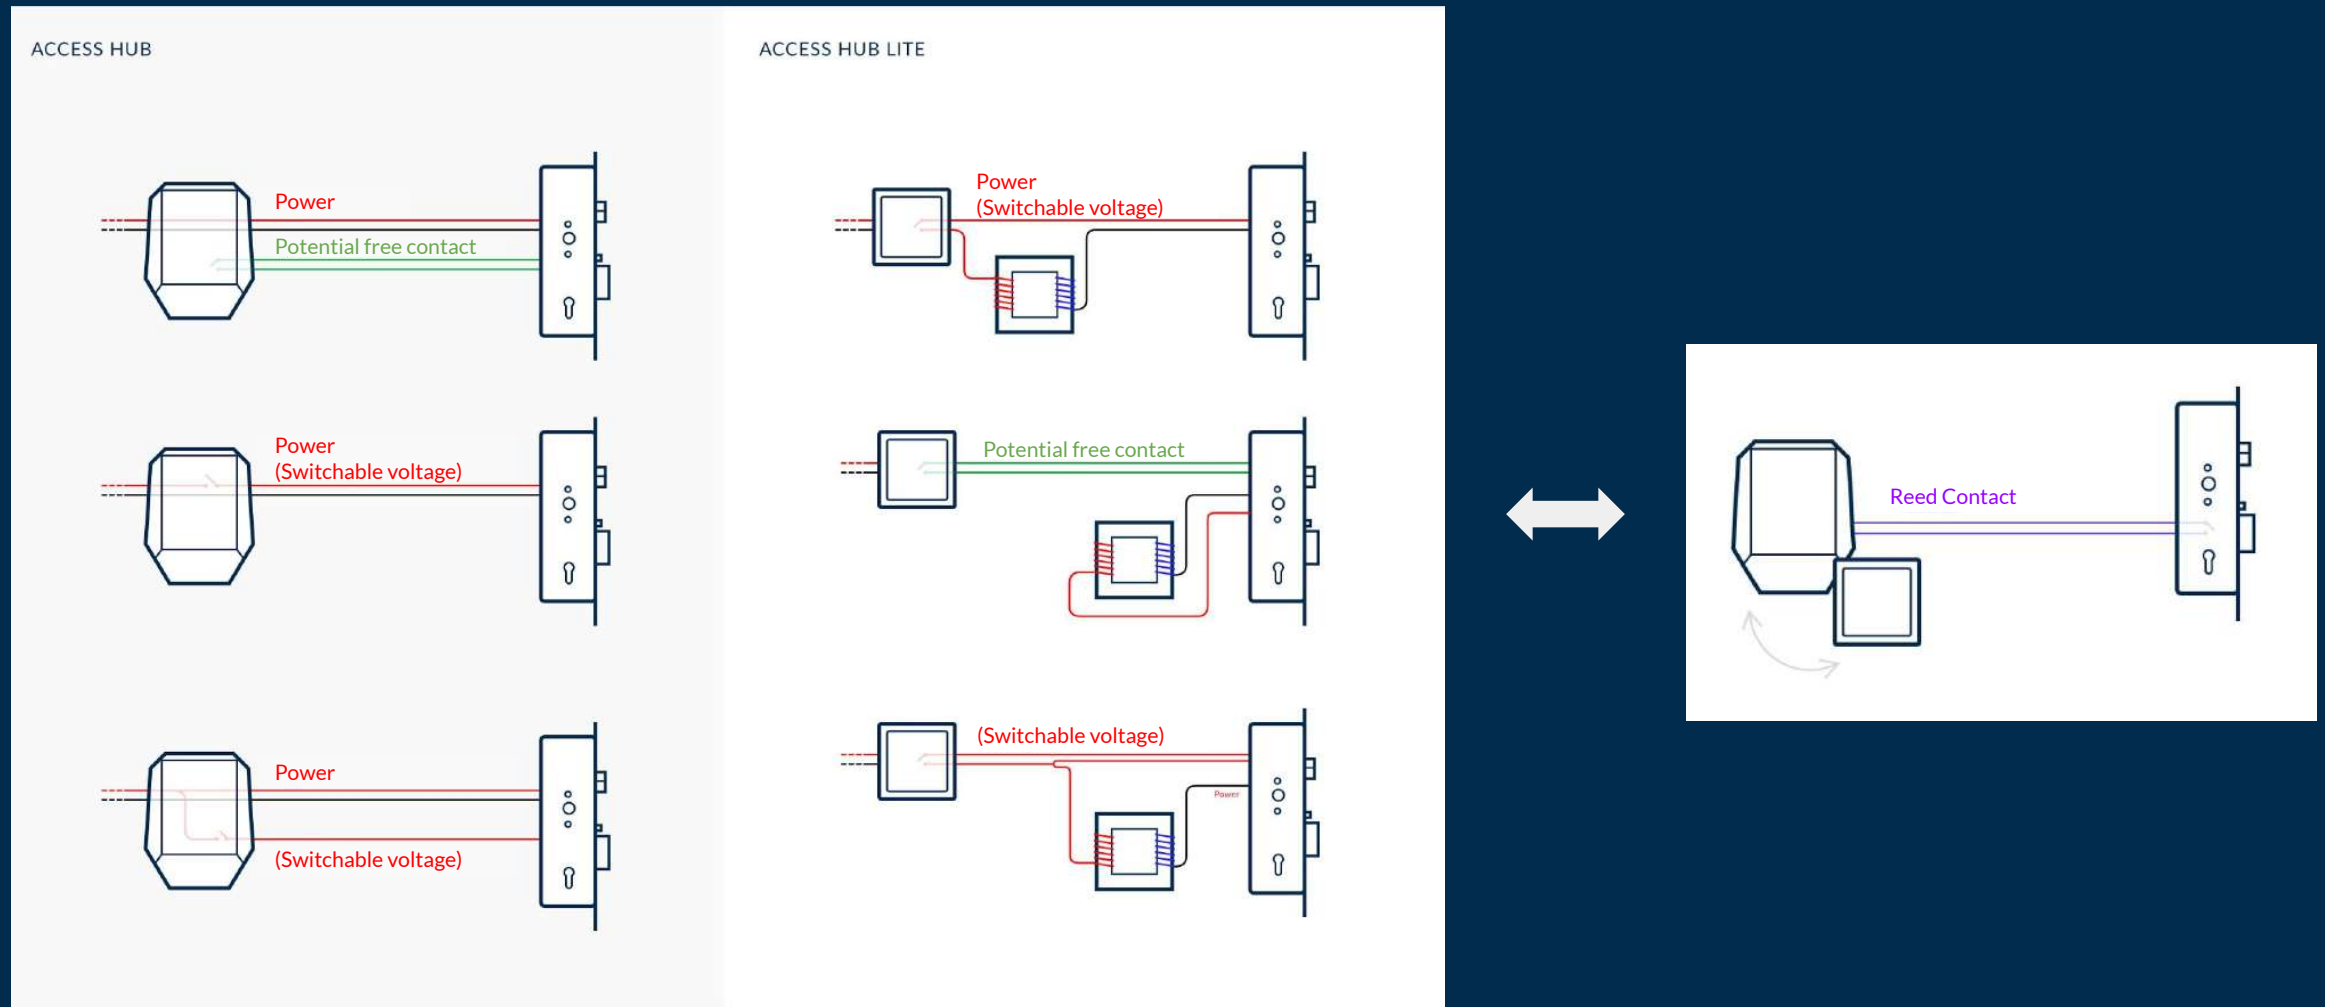 ACCESS HUB
Power
Potential free contact
Power
(Switchable voltage)
Power
(Switchable voltage)
ACCESS HUB LITE
Power
(Switchable voltage)
Potential free contact
(Switchable voltage)
Power
Reed Contact